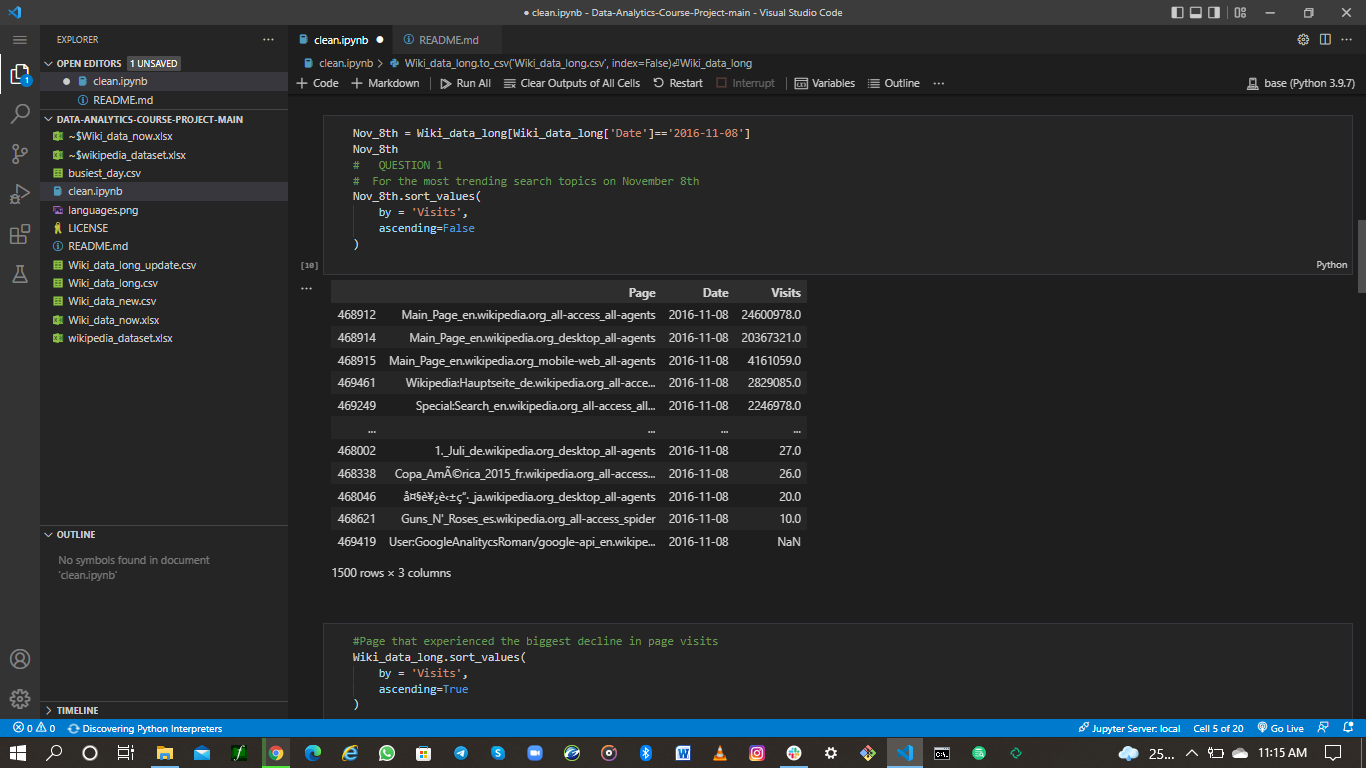 clean.ipynb - Data-Analytics-Course-Project-main - Visual Studio Code
EXPLORER
OPEN EDITORS 1 UNSAVED
clean.ipynb
README.md
DATA-ANALYTICS-COURSE-PROJECT-MAIN
~$Wiki_data_now.xlsx
~$wikipedia_dataset.xlsx
busiest_day.csv
clean.ipynb
languages.png
LICENSE
README.md
Wiki_data_long_update.csv
Wiki_data_long.csv
Wiki_data_new.csv
Wiki_data_now.xlsx
wikipedia_dataset.xlsx
OUTLINE
No symbols found in document
'clean.ipynb'
TIMELINE
clean.ipynb README.md
clean.ipynb > Wiki_data_long.to_csv('Wiki_data_long.csv', index=False)⏎Wiki_data_long
+ Code + Markdown Run All Clear Outputs of All Cells Restart Interrupt Variables Outline ... base (Python 3.9.7)
Nov_8th = Wiki_data_long[Wiki_data_long['Date']=='2016-11-08']
Nov_8th
# QUESTION 1
# For the most trending search topics on November 8th
Nov_8th.sort_values(
by = 'Visits',
ascending=False
)
[10] Python
Page Date Visits
468912 Main_Page_en.wikipedia.org_all-access_all-agents 2016-11-08 24600978.0
468914 Main_Page_en.wikipedia.org_desktop_all-agents 2016-11-08 20367321.0
468915 Main_Page_en.wikipedia.org_mobile-web_all-agents 2016-11-08 4161059.0
469461 Wikipedia:Hauptseite_de.wikipedia.org_all-acce... 2016-11-08 2829085.0
469249 Special:Search_en.wikipedia.org_all-access_all... 2016-11-08 2246978.0
... ... ... ...
468002 1._Juli_de.wikipedia.org_desktop_all-agents 2016-11-08 27.0
468338 Copa_AmÃ©rica_2015_fr.wikipedia.org_all-access... 2016-11-08 26.0
468046 å¤§è¥¿è‹±ç“·_ja.wikipedia.org_desktop_all-agents 2016-11-08 20.0
468621 Guns_N'_Roses_es.wikipedia.org_all-access_spider 2016-11-08 10.0
469419 User:GoogleAnalitycsRoman/google-api_en.wikipe... 2016-11-08 NaN
1500 rows × 3 columns
#Page that experienced the biggest decline in page visits
Wiki_data_long.sort_values(
by = 'Visits',
ascending=True
)
0 0 Discovering Python Interpreters Jupyter Server: local Cell 5 of 20 Go Live
25... 11:15 AM